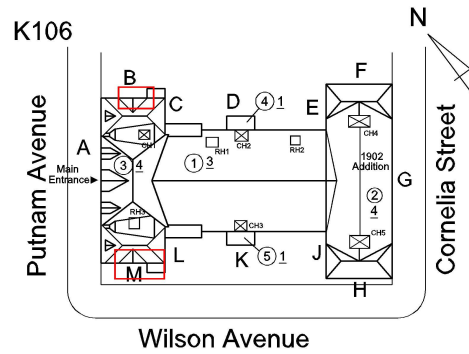 K106
N
B
C
D
④ 1
E
F
CH4
A
CH1
CH2
RH1
RH2
1902
Addition
G
Main
Entrance
③ 4
① 3
②
4
RH3
CH3
CH5
L
K
⑤ 1
J
M
H
Putnam Avenue
Cornelia Street
Wilson Avenue